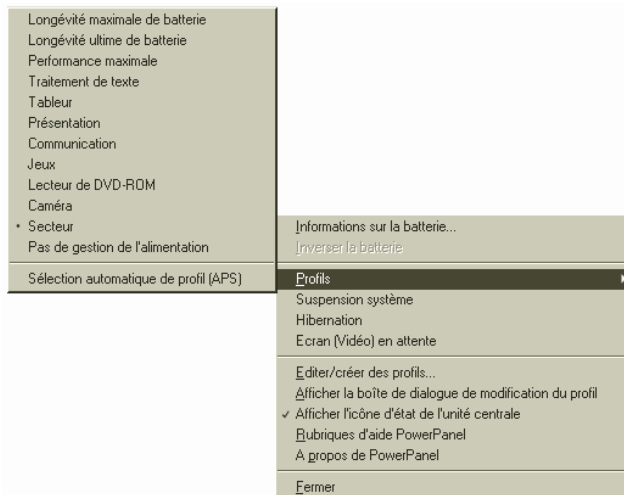 Longévité maximale de batterie
Longévité ultime de batterie
Performance maximale
Traitement de texte
Tableur
Présentation
Communication
Jeux
Lecteur de DVD-ROM
Caméra
• Secteur
Pas de gestion de l'alimentation
Sélection automatique de profil (APS)
Informations sur la batterie...
Inverser la batterie
Profils
Suspension système
Hibernation
Ecran (Vidéo) en attente
Editer/créer des profils...
Afficher la boîte de dialogue de modification du profil
✓ Afficher l'icône d'état de l'unité centrale
Rubriques d'aide PowerPanel
A propos de PowerPanel
Fermer